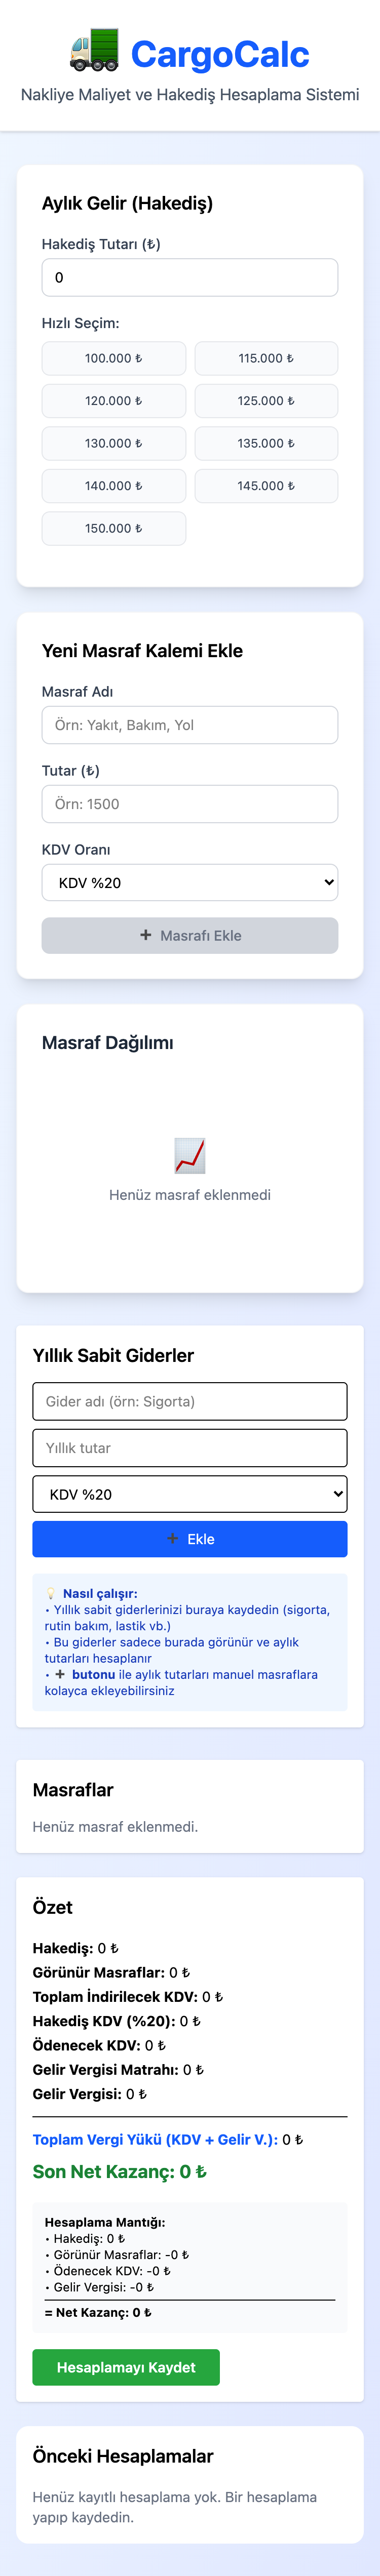 CargoCalc
Nakliye Maliyet ve Hakediş Hesaplama Sistemi
Aylık Gelir (Hakediş)
Hakediş Tutarı (₺)
0
Hızlı Seçim:
100.000 ₺
115.000 ₺
120.000 ₺
125.000 ₺
130.000 ₺
135.000 ₺
140.000 ₺
145.000 ₺
150.000 ₺
Yeni Masraf Kalemi Ekle
Masraf Adı
Örn: Yakıt, Bakım, Yol
Tutar (₺)
Örn: 1500
KDV Oranı
KDV %20
➕ Masrafı Ekle
Masraf Dağılımı
Henüz masraf eklenmedi
Yıllık Sabit Giderler
Gider adı (örn: Sigorta)
Yıllık tutar
KDV %20
➕ Ekle
💡 Nasıl çalışır:
• Yıllık sabit giderlerinizi buraya kaydedin (sigorta,
rutin bakım, lastik vb.)
• Bu giderler sadece burada görünür ve aylık
tutarları hesaplanır
• ➕ butonu ile aylık tutarları manuel masraflara
kolayca ekleyebilirsiniz
Masraflar
Henüz masraf eklenmedi.
Özet
Hakediş: 0 ₺
Görünür Masraflar: 0 ₺
Toplam İndirilecek KDV: 0 ₺
Hakediş KDV (%20): 0 ₺
Ödenecek KDV: 0 ₺
Gelir Vergisi Matrahı: 0 ₺
Gelir Vergisi: 0 ₺
Toplam Vergi Yükü (KDV + Gelir V.): 0 ₺
Son Net Kazanç: 0 ₺
Hesaplama Mantığı:
• Hakediş: 0 ₺
• Görünür Masraflar: -0 ₺
• Ödenecek KDV: -0 ₺
• Gelir Vergisi: -0 ₺
= Net Kazanç: 0 ₺
Hesaplamayı Kaydet
Önceki Hesaplamalar
Henüz kayıtlı hesaplama yok. Bir hesaplama
yapıp kaydedin.